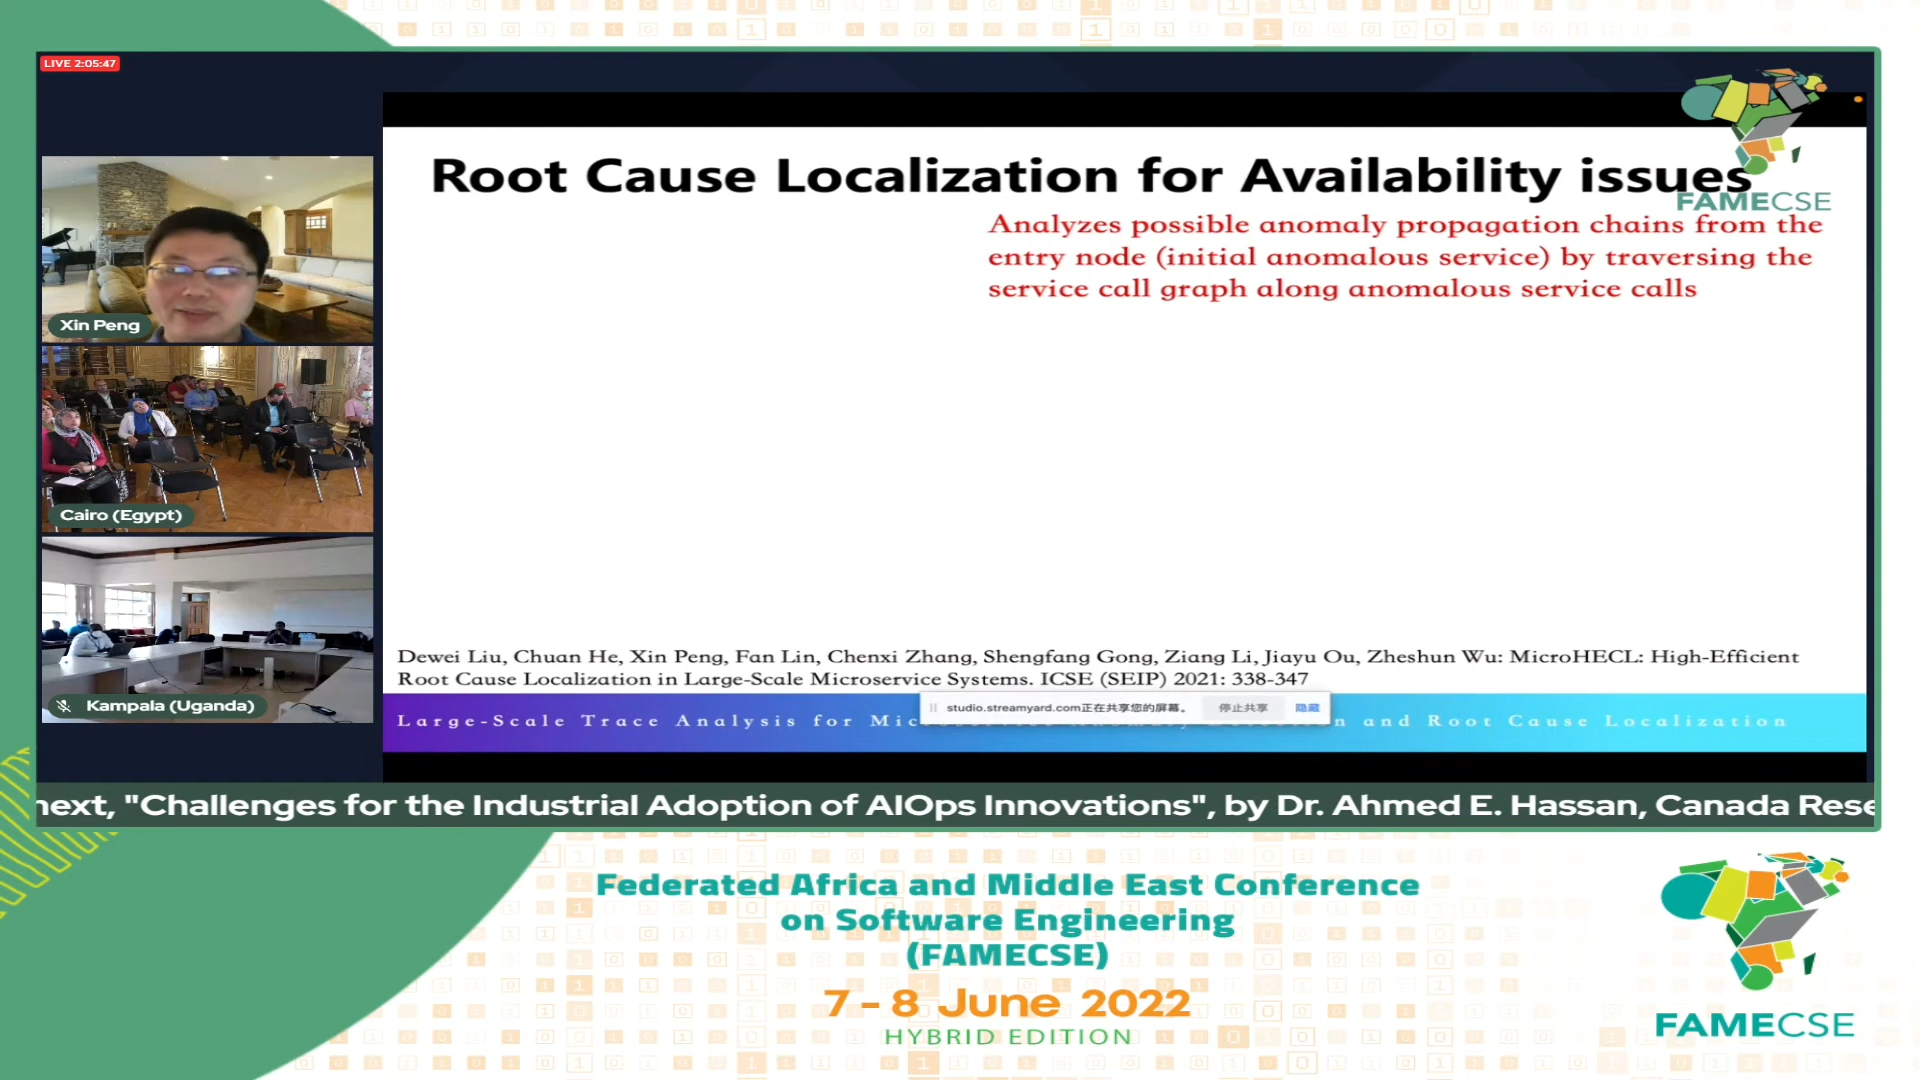 LIVE 2:05:47
Root Cause Localization for Availability issues
FAMECSE
Analyzes possible anomaly propagation chains from the
entry node (initial anomalous service) by traversing the
service call graph along anomalous service calls
Xin Peng
Cairo (Egypt)
Kampala (Uganda)
Dewei Liu, Chuan He, Xin Peng, Fan Lin, Chenxi Zhang, Shengfang Gong, Ziang Li, Jiayu Ou, Zheshun Wu: MicroHECL: High-Efficient
Root Cause Localization in Large-Scale Microservice Systems. ICSE (SEIP) 2021: 338-347
studio.streamyard.com正在共享您的屏幕。 停止共享 隐藏
Large-Scale Trace Analysis for Mic n and Root Cause Localization
next, "Challenges for the Industrial Adoption of AIOps Innovations", by Dr. Ahmed E. Hassan, Canada Rese
Federated Africa and Middle East Conference
on Software Engineering
(FAMECSE)
7 - 8 June 2022
HYBRID EDITION
FAMECSE